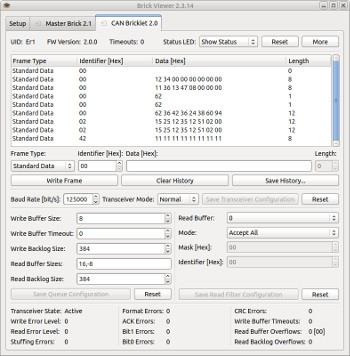 Brick Viewer 2.3.14
Setup Master Brick 2.1 CAN Bricklet 2.0
UID: Er1 FW Version: 2.0.0 Timeouts: 0 Status LED: Show Status Reset More
Frame Type Identifier [Hex] Data [Hex] Length
Standard Data 00 0
Standard Data 00 12 34 00 00 00 00 00 00 8
Standard Data 00 11 36 13 47 08 00 00 00 8
Standard Data 00 62 1
Standard Data 00 62 1
Standard Data 00 62 36 42 36 24 38 60 94 12
Standard Data 02 15 25 12 35 12 51 02 00 12
Standard Data 02 15 25 12 35 12 51 02 00 12
Standard Data 42 11 11 11 11 11 11 11 11 8
Frame Type: Identifier [Hex]: Data [Hex]: Length:
Standard Data 00 0
Write Frame Clear History Save History...
Baud Rate [bit/s]: 125000 Transceiver Mode: Normal Save Transceiver Configuration Reset
Write Buffer Size: 8 Read Buffer: 0
Write Buffer Timeout: 0 Mode: Accept All
Write Backlog Size: 384 Mask [Hex]: 00
Read Buffer Sizes: 16,-8 Identifier [Hex]: 00
Read Backlog Size: 384
Save Queue Configuration Reset Save Read Filter Configuration Reset
Transceiver State: Active Format Errors: 0 CRC Errors: 0
Write Error Level: 0 ACK Errors: 0 Write Buffer Timeouts: 0
Read Error Level: 0 Bit1 Errors: 0 Read Buffer Overflows: 0 [00]
Stuffing Errors: 0 Bit0 Errors: 0 Read Backlog Overflows: 0